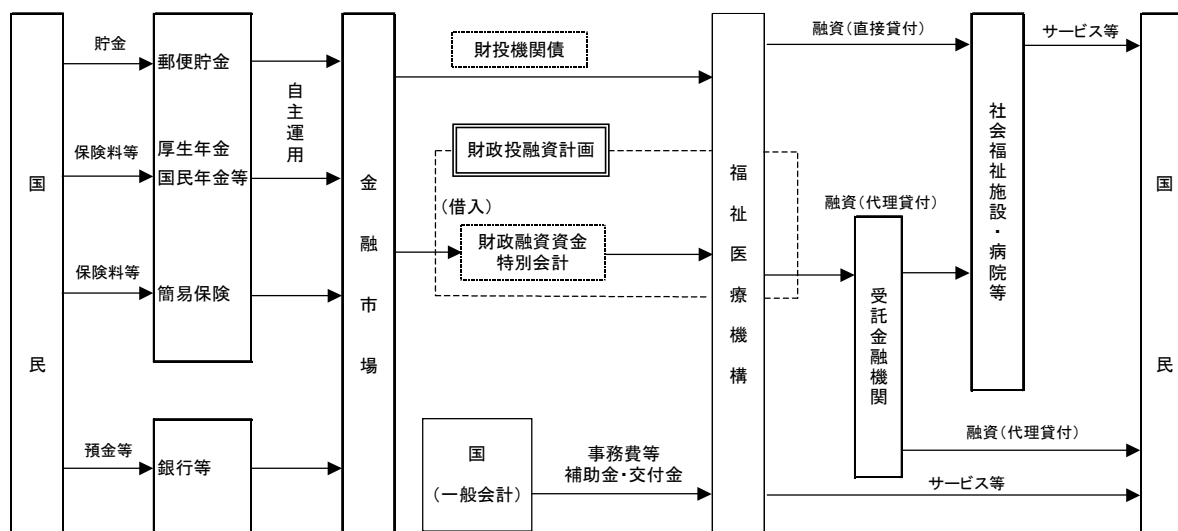 国民
貯金
保険料等
保険料等
預金等
郵便貯金
厚生年金
国民年金等
簡易保険
銀行等
自主運用
金融市場
財投機関債
財政投融資計画
(借入)
財政融資資金
特別会計
国
(一般会計)
事務費等
補助金・交付金
福祉医療機構
融資(直接貸付)
融資(代理貸付)
受託金融機関
社会福祉施設・病院等
サービス等
融資(代理貸付)
サービス等
国民